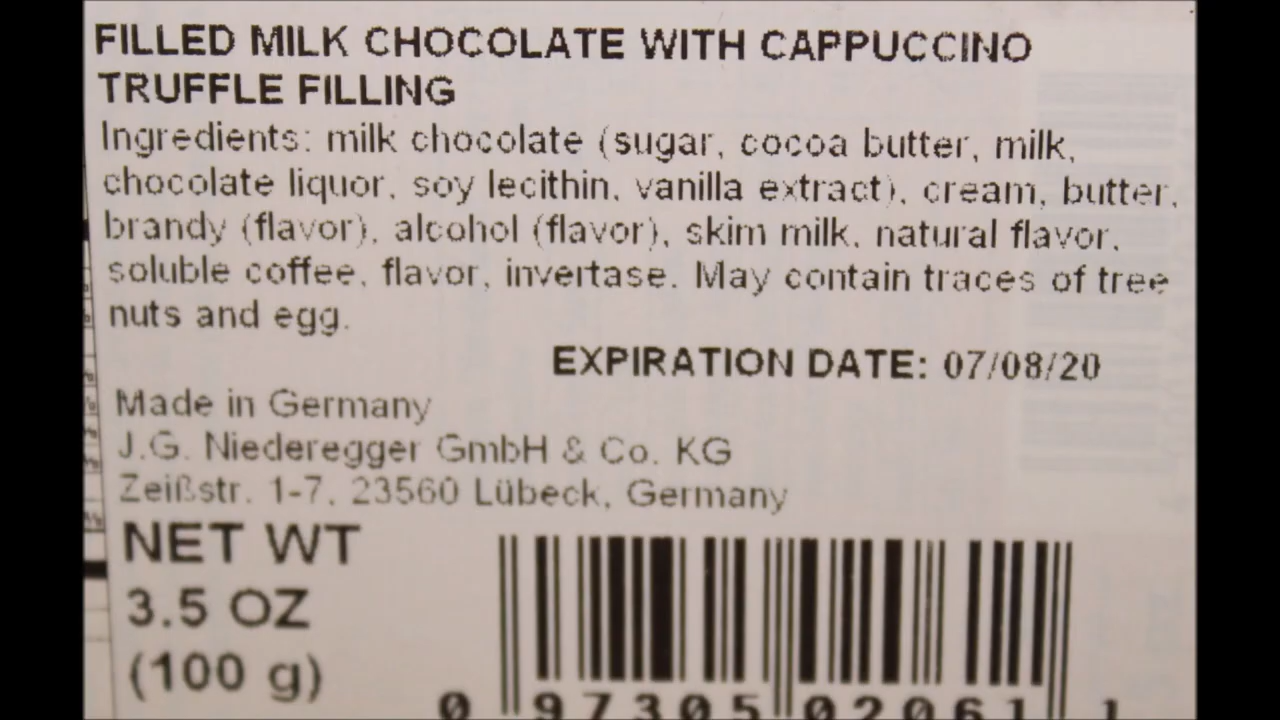 FILLED MILK CHOCOLATE WITH CAPPUCCINO
TRUFFLE FILLING
Ingredients: milk chocolate (sugar, cocoa butter, milk,
chocolate liquor, soy lecithin, vanilla extract), cream, butter,
brandy (flavor), alcohol (flavor), skim milk, natural flavor,
soluble coffee, flavor, invertase. May contain traces of tree
nuts and egg.
EXPIRATION DATE: 07/08/20
Made in Germany
J.G. Niederegger GmbH & Co. KG
Zeißstr. 1-7, 23560 Lübeck, Germany
NET WT
3.5 OZ
(100 g)
0 97305 02061 1